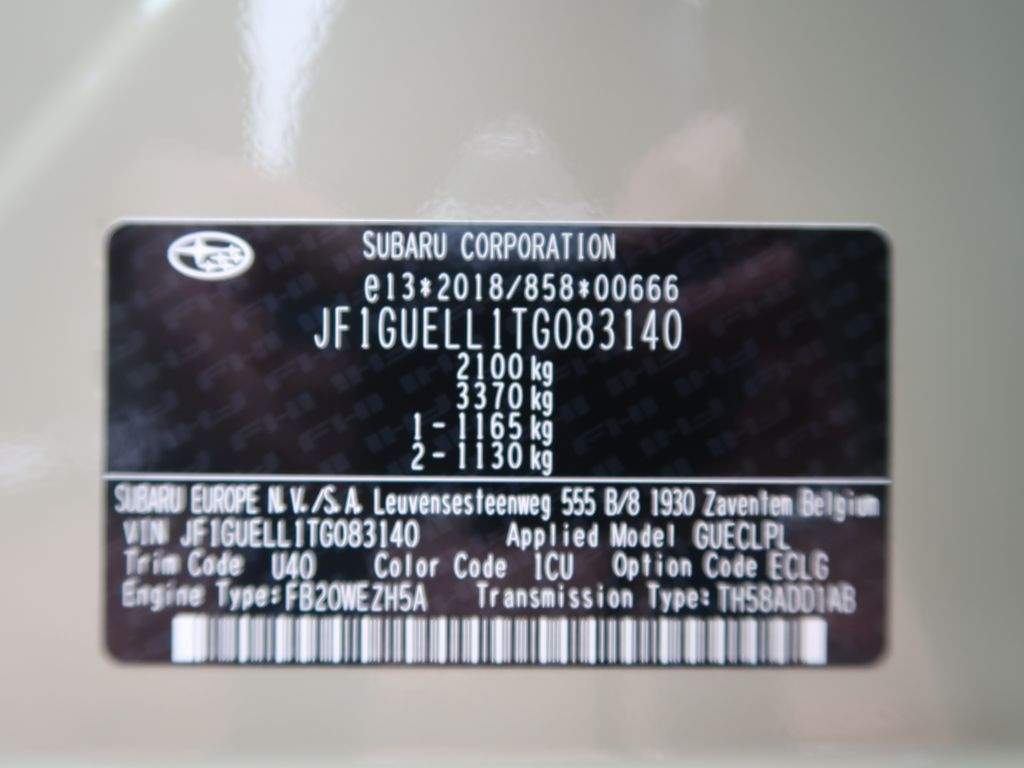 SUBARU CORPORATION
e13*2018/858*00666
JF1GUELL1TG083140
2100 kg
3370 kg
1 - 1165 kg
2 - 1130 kg
SUBARU EUROPE N.V./S.A. Leuvensesteenweg 555 B/8 1930 Zaventem Belgium
VIN JF1GUELL1TG083140 Applied Model GUECLPL
Trim Code U40 Color Code 1CU Option Code ECLG
Engine Type:FB20WEZH5A Transmission Type:TH58ADD1AB